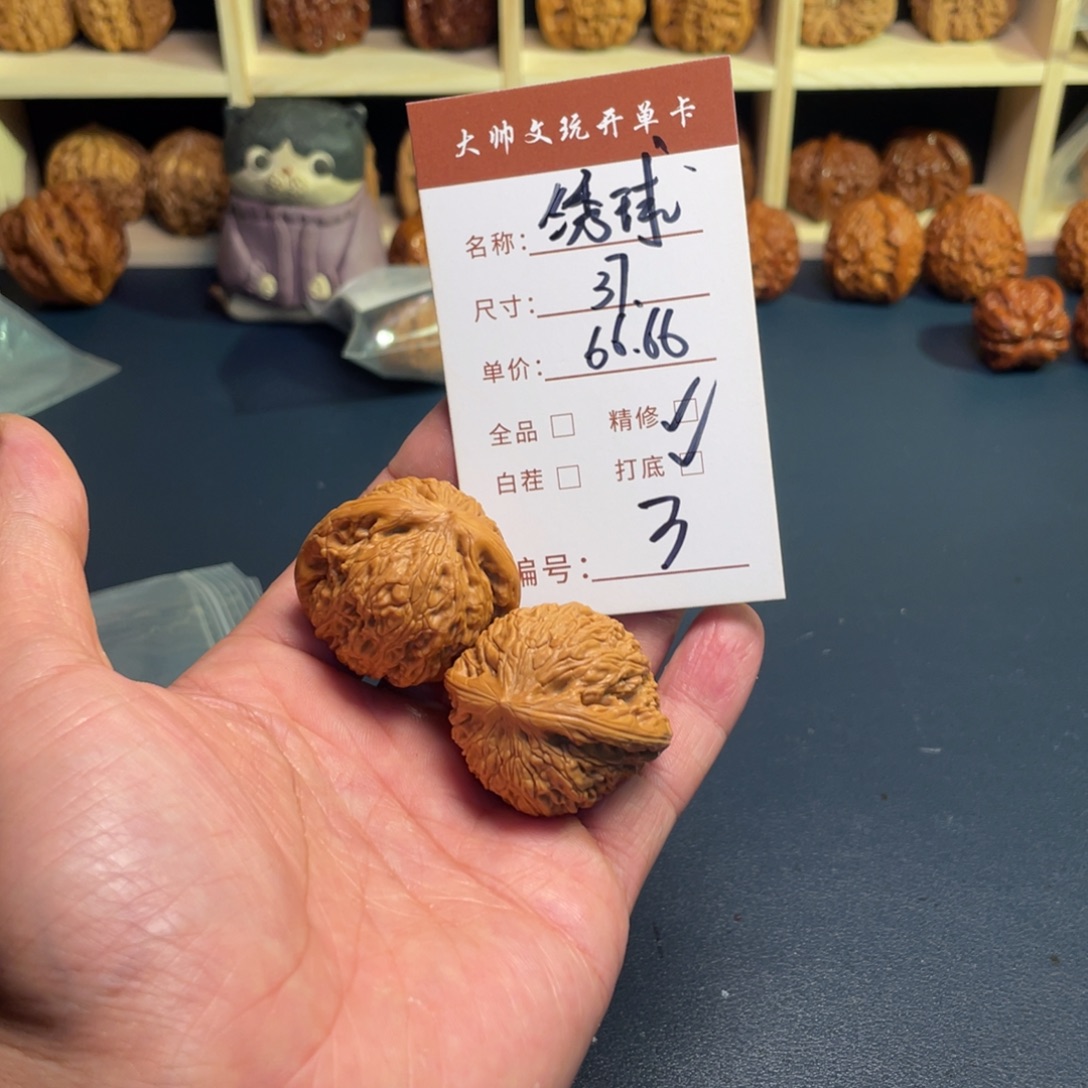 大帅文玩开单卡
名称：绣球
尺寸：37.
单价：66.66
全品 □ 精修 ☑
白茬 □ 打底 ☑
编号：3